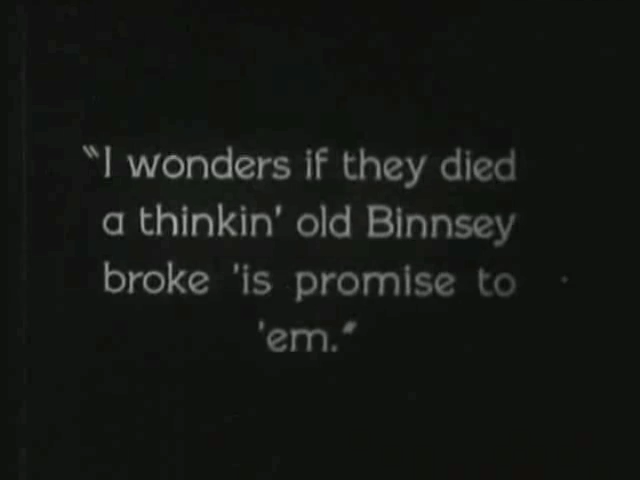 "I wonders if they died
a thinkin' old Binnsey
broke 'is promise to
'em."